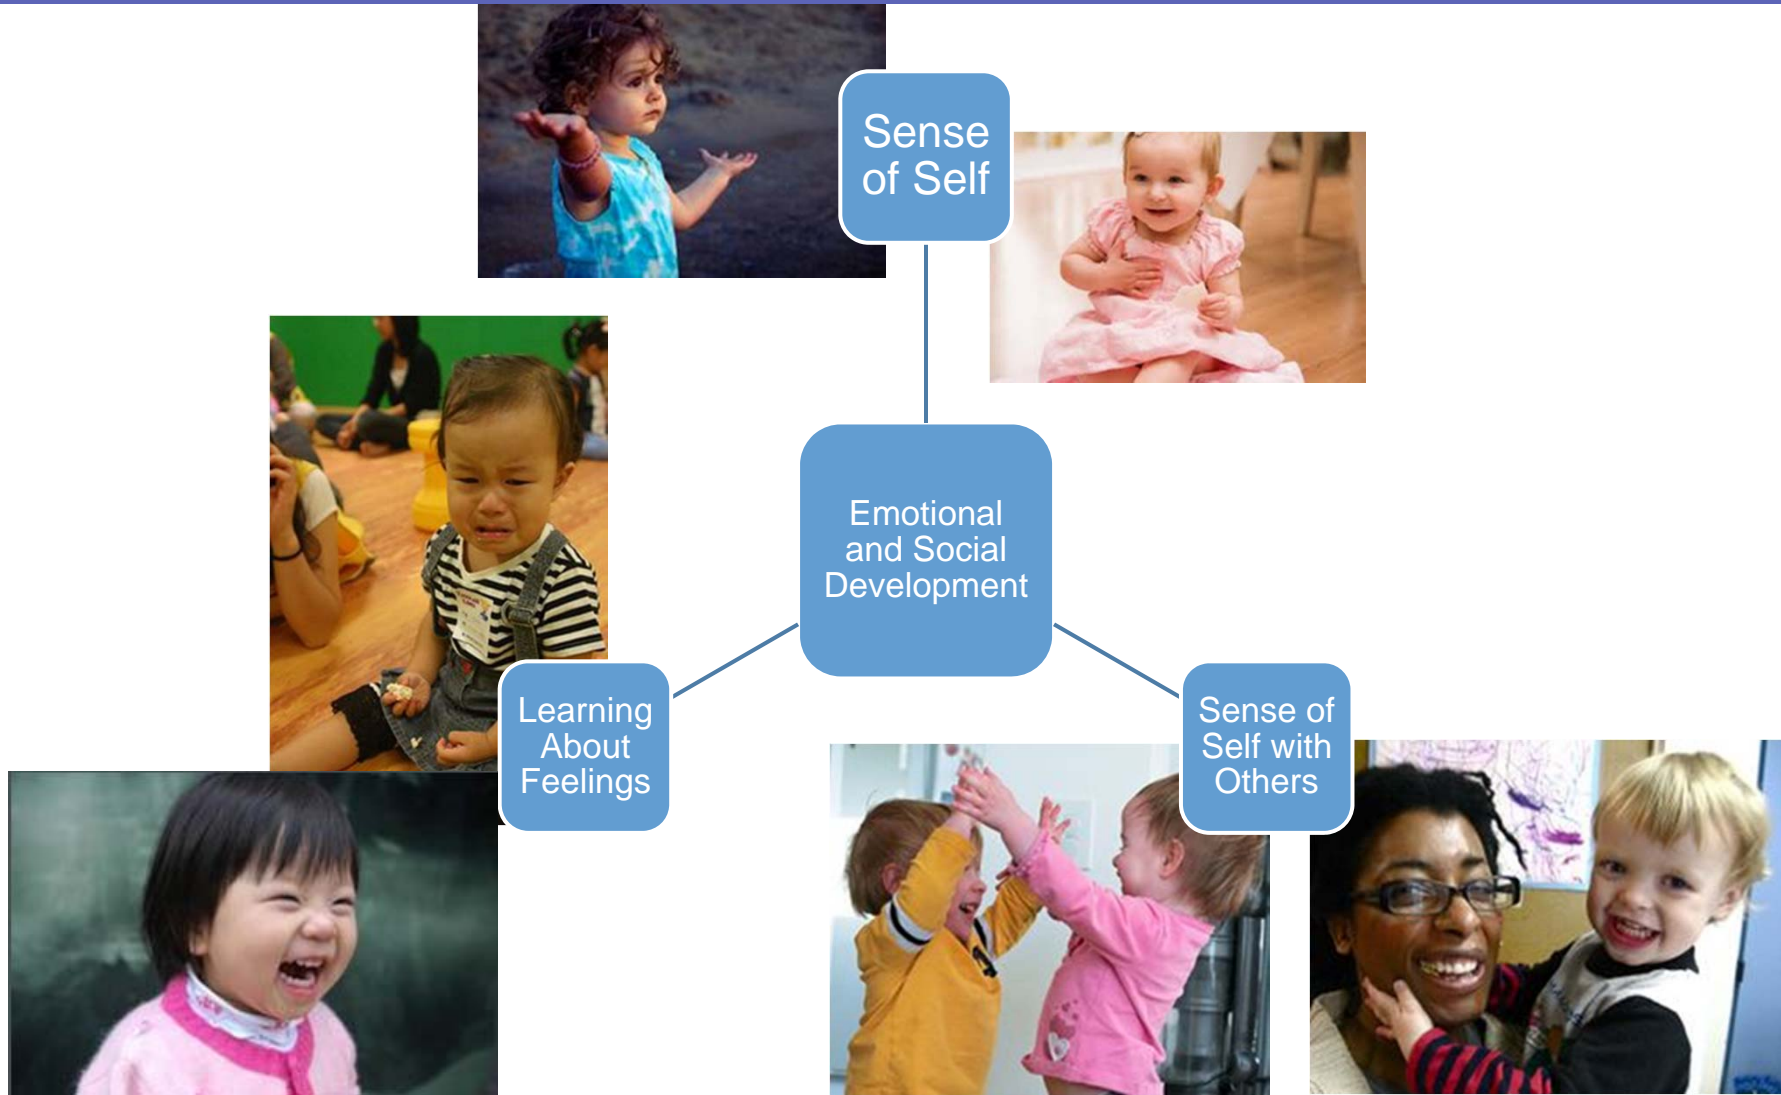 Sense
of Self
Emotional
and Social
Development
Learning
About
Feelings
Sense of
Self with
Others